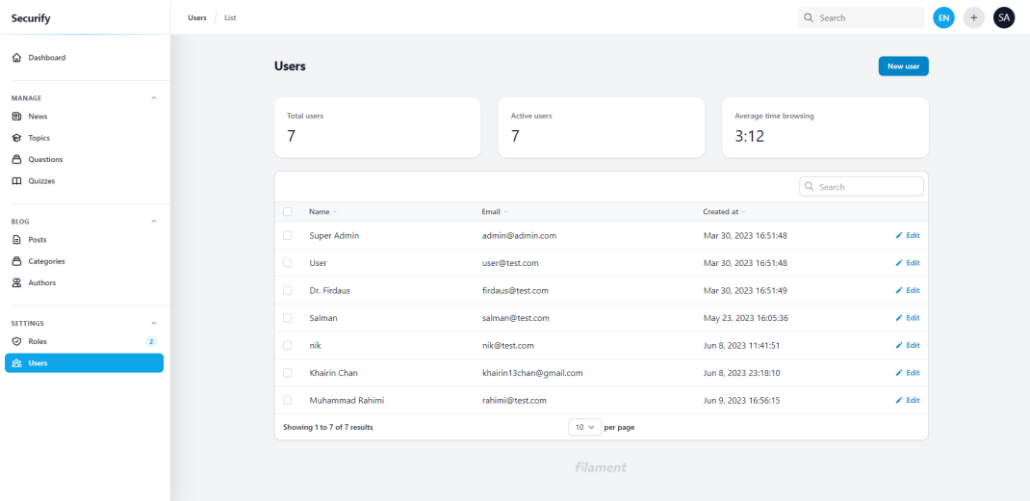 Securify
Users / List
Search
EN
+
SA
Dashboard
MANAGE
News
Topics
Questions
Quizzes
BLOG
Posts
Categories
Authors
SETTINGS
Roles 2
Users
Users
New user
Total users
7
Active users
7
Average time browsing
3:12
Search
Name Email Created at
Super Admin admin@admin.com Mar 30, 2023 16:51:48 Edit
User user@test.com Mar 30, 2023 16:51:48 Edit
Dr. Firdaus firdaus@test.com Mar 30, 2023 16:51:49 Edit
Salman salman@test.com May 23, 2023 16:05:36 Edit
nik nik@test.com Jun 8, 2023 11:41:51 Edit
Khairin Chan khairin13chan@gmail.com Jun 8, 2023 23:18:10 Edit
Muhammad Rahimi rahimi@test.com Jun 9, 2023 16:56:15 Edit
Showing 1 to 7 of 7 results 10 per page
filament